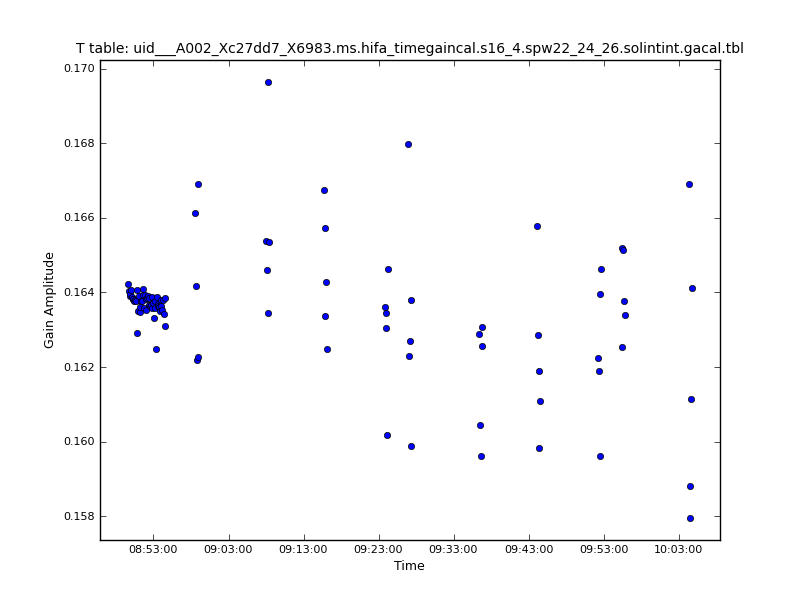 T table: uid___A002_Xc27dd7_X6983.ms.hifa_timegaincal.s16_4.spw22_24_26.solintint.gacal.tbl
0.170
0.168
0.166
0.164
0.162
0.160
0.158
Gain Amplitude
08:53:00 09:03:00 09:13:00 09:23:00 09:33:00 09:43:00 09:53:00 10:03:00
Time